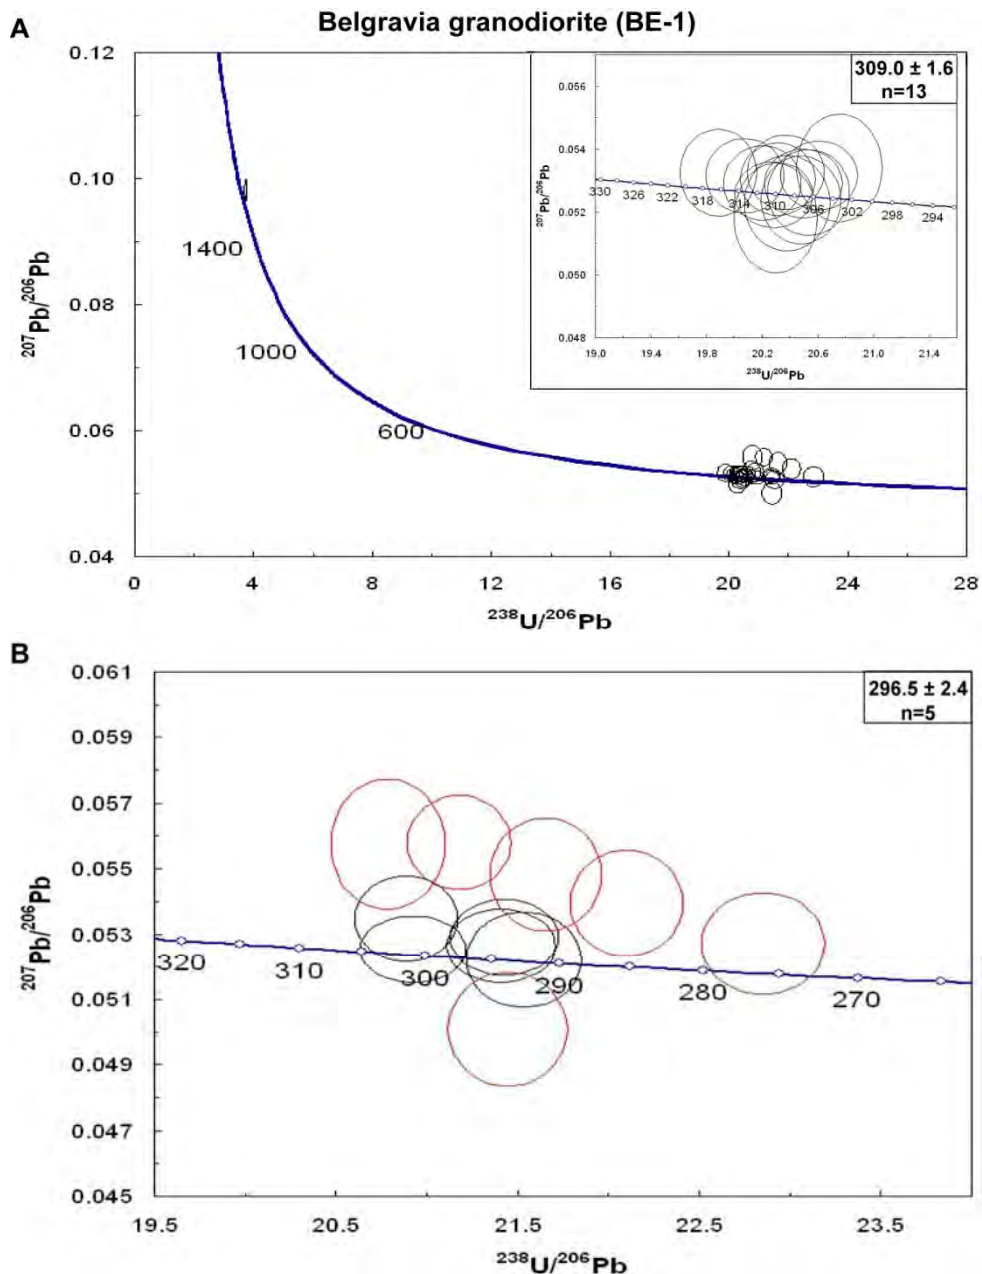 Belgravia granodiorite (BE-1)
A
0.12
0.10
0.08
0.06
0.04
²⁰⁷Pb/²⁰⁶Pb
1400
1000
600
0 4 8 12 16 20 24 28
²³⁸U/²⁰⁶Pb
309.0 ± 1.6
n=13
0.056
0.054
0.052
0.050
0.048
²⁰⁷Pb/²⁰⁶Pb
330 326 322 318 314 310 306 302 298 294
19.0 19.4 19.8 20.2 20.6 21.0 21.4
²³⁸U/²⁰⁶Pb
B
0.061
0.059
0.057
0.055
0.053
0.051
0.049
0.047
0.045
²⁰⁷Pb/²⁰⁶Pb
296.5 ± 2.4
n=5
320 310 300 290 280 270
19.5 20.5 21.5 22.5 23.5
²³⁸U/²⁰⁶Pb